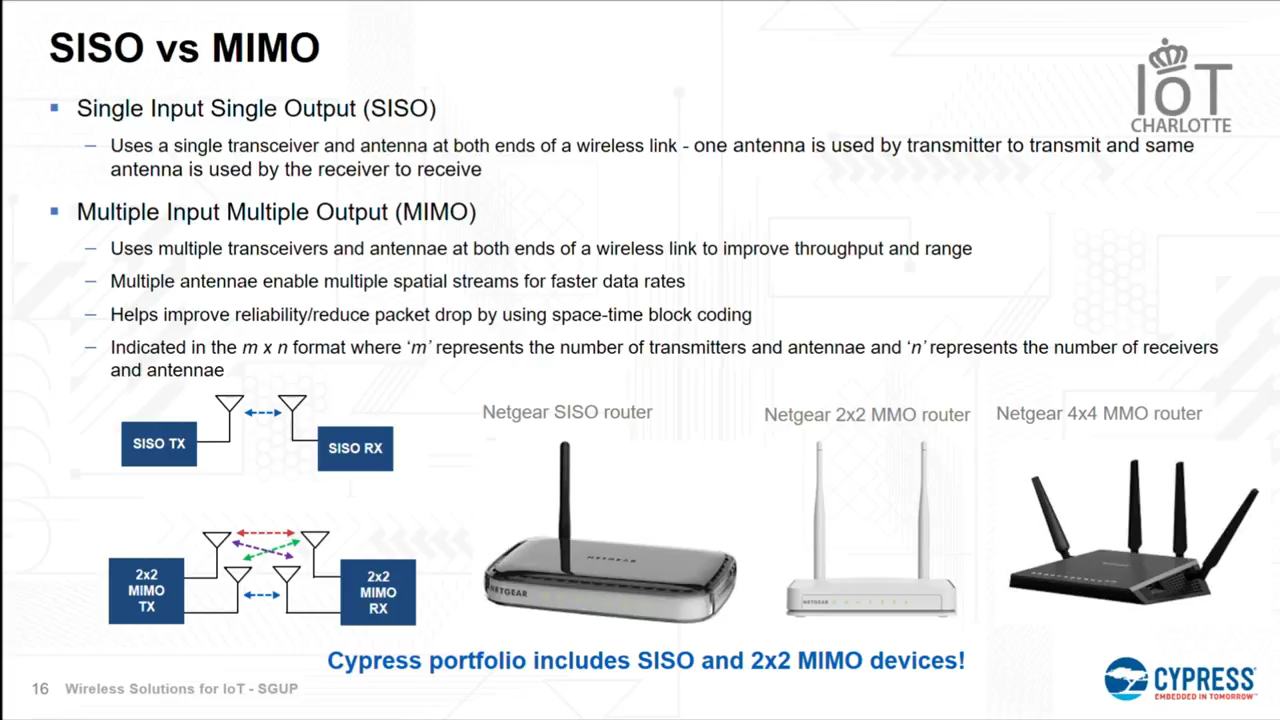 SISO vs MIMO
IoT
CHARLOTTE
▪ Single Input Single Output (SISO)
– Uses a single transceiver and antenna at both ends of a wireless link - one antenna is used by transmitter to transmit and same
antenna is used by the receiver to receive
▪ Multiple Input Multiple Output (MIMO)
– Uses multiple transceivers and antennae at both ends of a wireless link to improve throughput and range
– Multiple antennae enable multiple spatial streams for faster data rates
– Helps improve reliability/reduce packet drop by using space-time block coding
– Indicated in the m x n format where ‘m’ represents the number of transmitters and antennae and ‘n’ represents the number of receivers
and antennae
SISO TX
SISO RX
2x2
MIMO
TX
2x2
MIMO
RX
Netgear SISO router
NETGEAR
NETGEAR
Netgear 2x2 MMO router
NETGEAR
Netgear 4x4 MMO router
Cypress portfolio includes SISO and 2x2 MIMO devices!
16 Wireless Solutions for IoT - SGUP
CYPRESS
EMBEDDED IN TOMORROW™